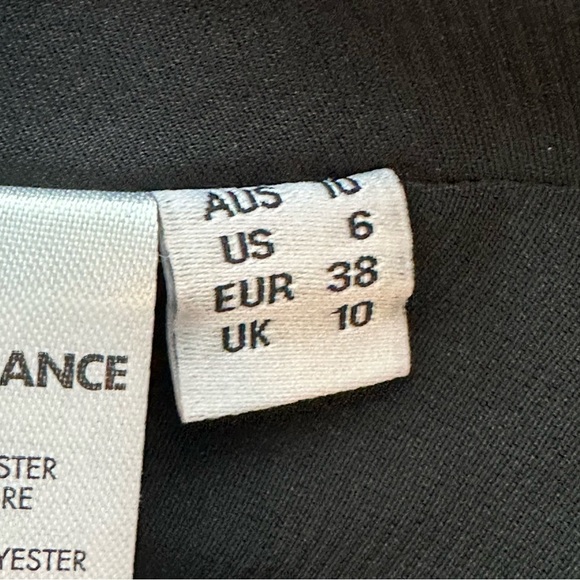 AUS 10
US 6
EUR 38
UK 10
ANCE
STER
RE
YESTER